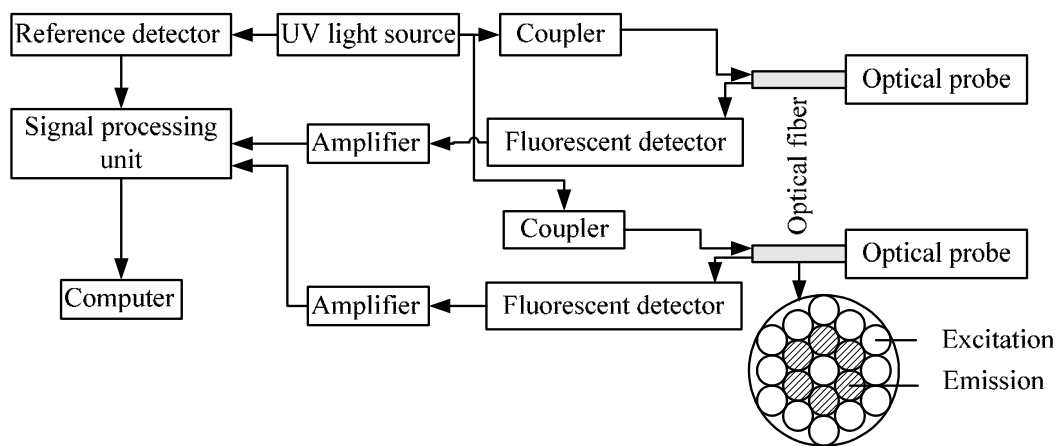 Reference detector
UV light source
Coupler
Optical probe
Signal processing
unit
Amplifier
Fluorescent detector
Optical fiber
Coupler
Optical probe
Computer
Amplifier
Fluorescent detector
Excitation
Emission